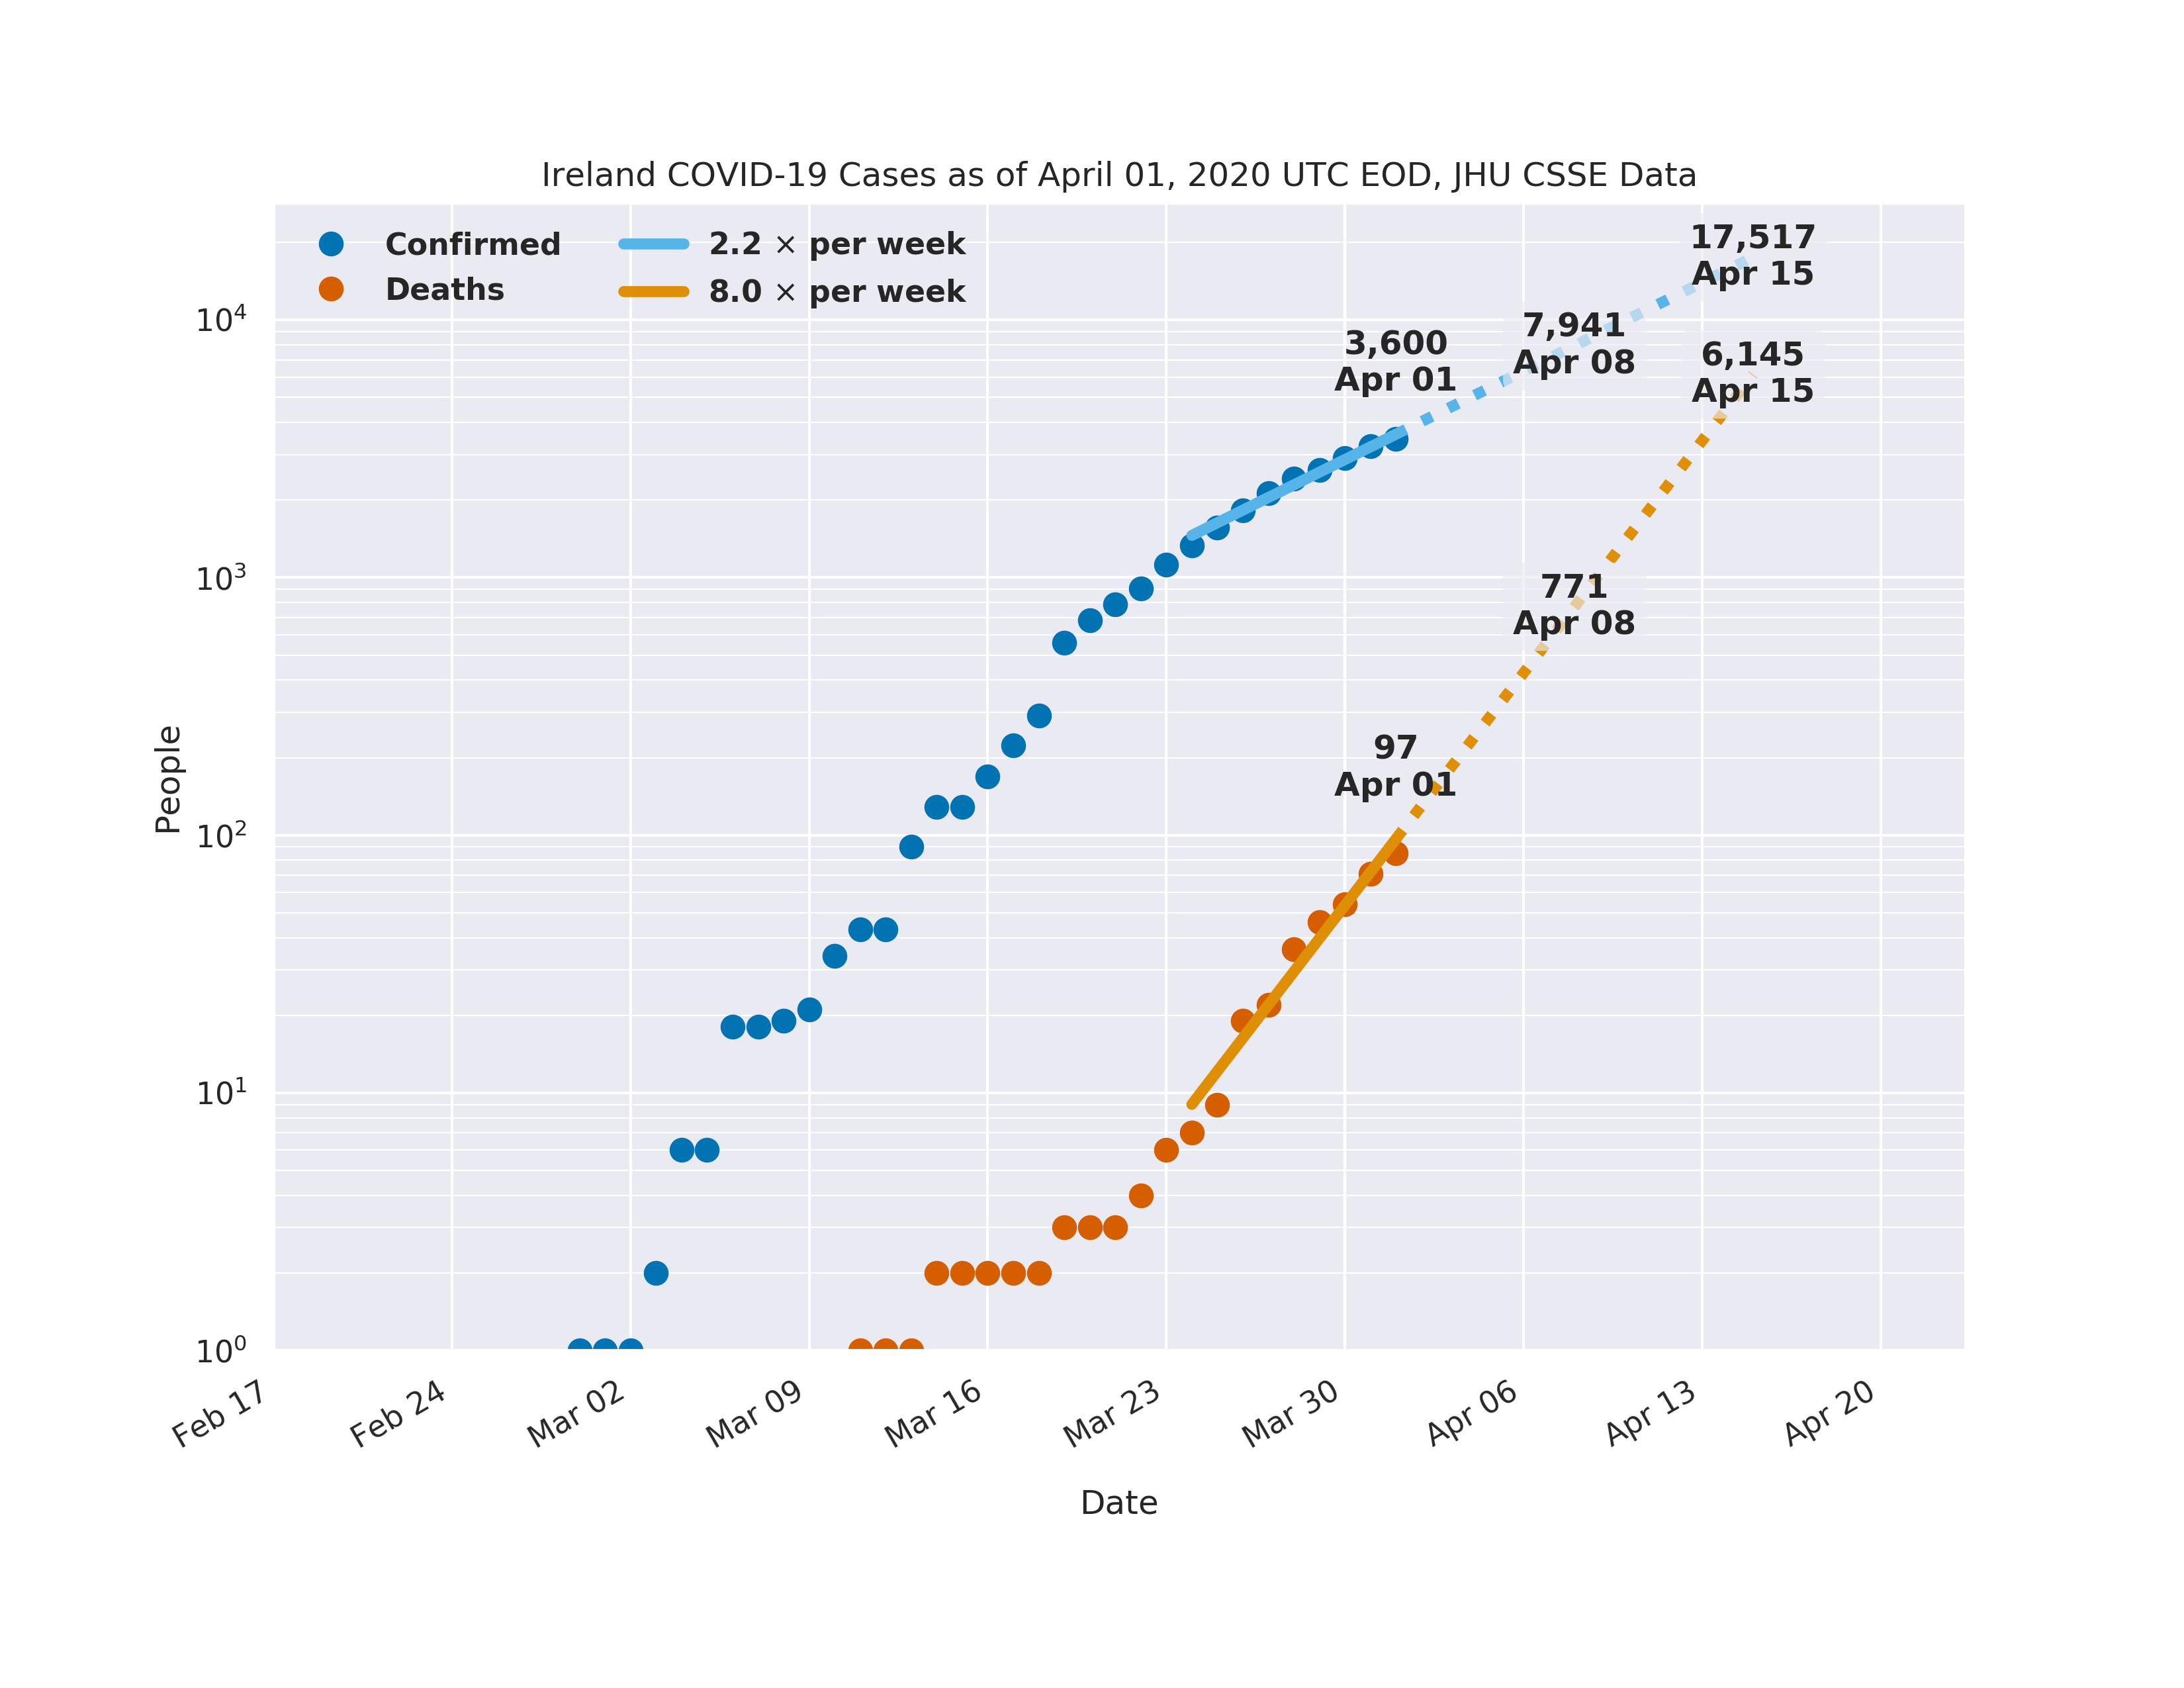 Ireland COVID-19 Cases as of April 01, 2020 UTC EOD, JHU CSSE Data
Confirmed
Deaths
2.2 × per week
8.0 × per week
17,517
Apr 15
7,941
Apr 08
3,600
Apr 01
6,145
Apr 15
771
Apr 08
97
Apr 01
People
10⁴
10³
10²
10¹
10⁰
Feb 17
Feb 24
Mar 02
Mar 09
Mar 16
Mar 23
Mar 30
Apr 06
Apr 13
Apr 20
Date